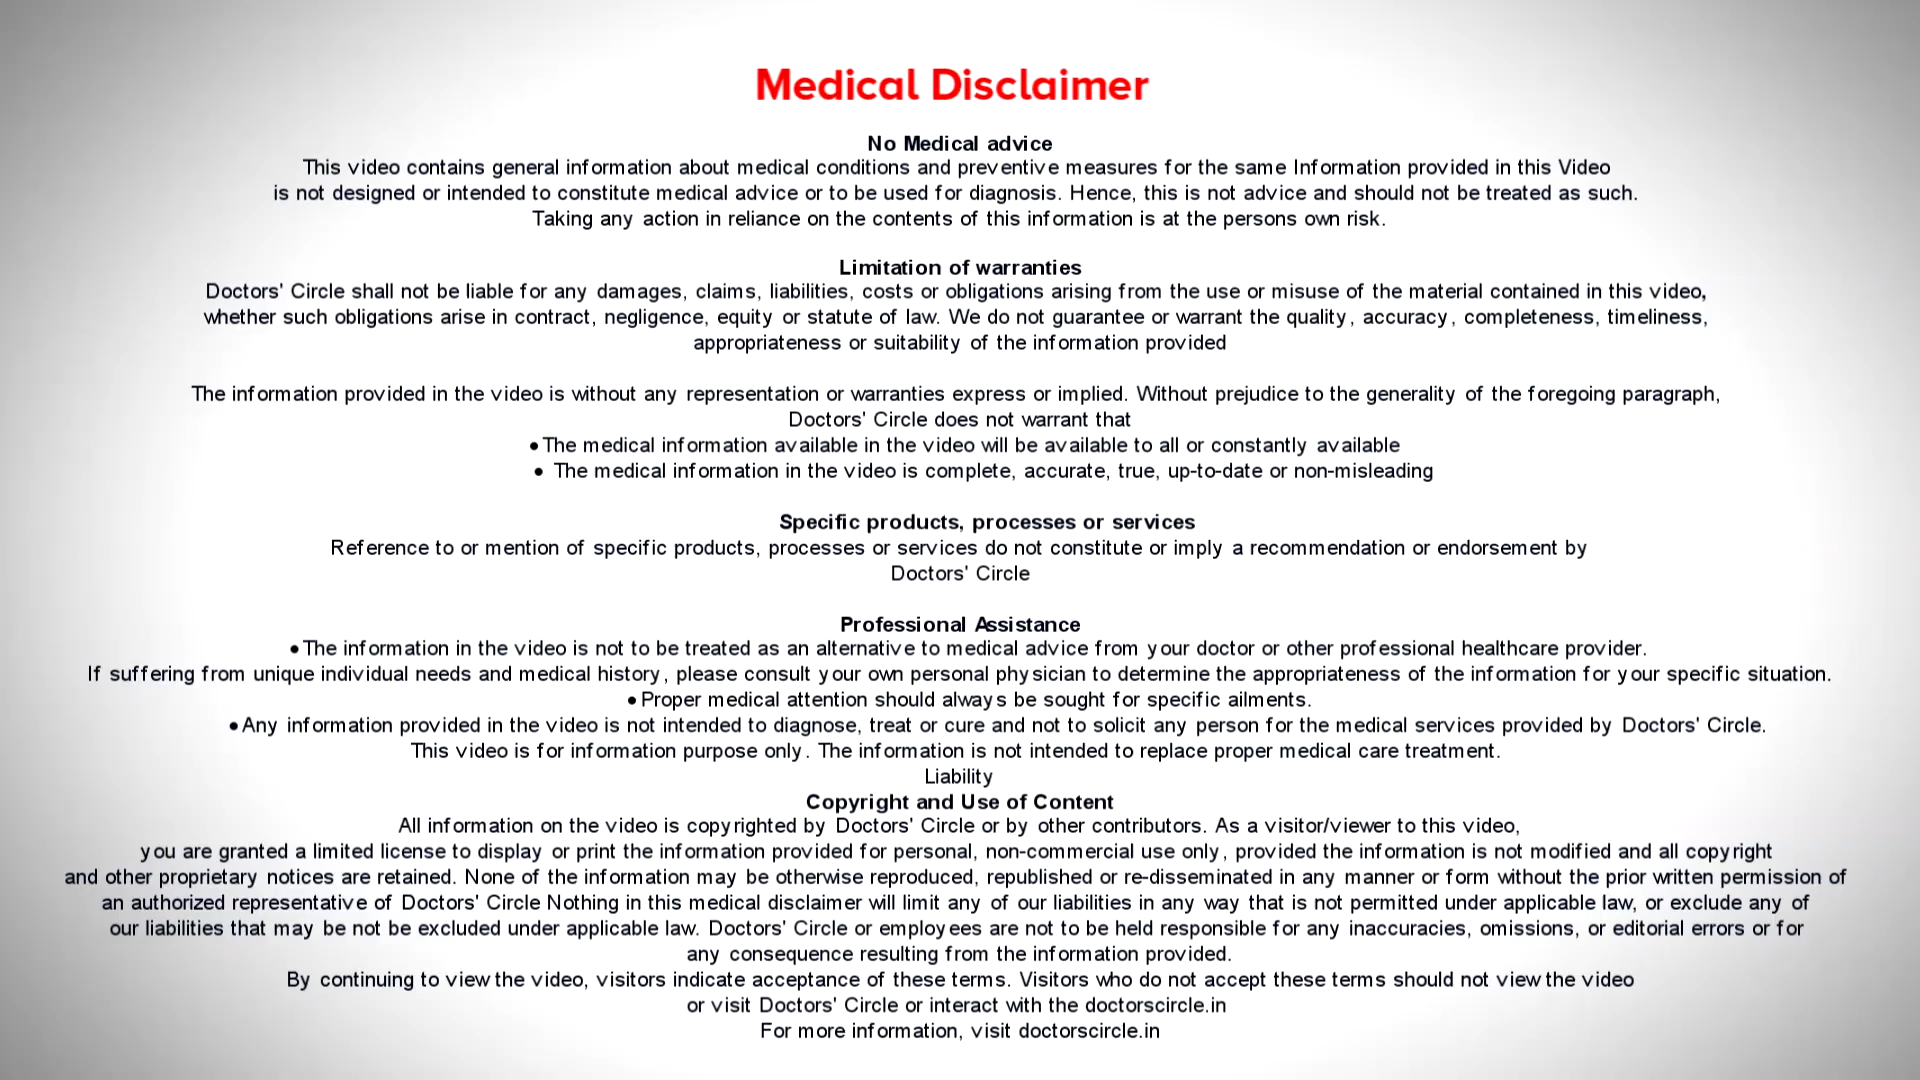 Medical Disclaimer
No Medical advice
This video contains general information about medical conditions and preventive measures for the same Information provided in this Video
is not designed or intended to constitute medical advice or to be used for diagnosis. Hence, this is not advice and should not be treated as such.
Taking any action in reliance on the contents of this information is at the persons own risk.
Limitation of warranties
Doctors' Circle shall not be liable for any damages, claims, liabilities, costs or obligations arising from the use or misuse of the material contained in this video,
whether such obligations arise in contract, negligence, equity or statute of law. We do not guarantee or warrant the quality, accuracy, completeness, timeliness,
appropriateness or suitability of the information provided
The information provided in the video is without any representation or warranties express or implied. Without prejudice to the generality of the foregoing paragraph,
Doctors' Circle does not warrant that
• The medical information available in the video will be available to all or constantly available
• The medical information in the video is complete, accurate, true, up-to-date or non-misleading
Specific products, processes or services
Reference to or mention of specific products, processes or services do not constitute or imply a recommendation or endorsement by
Doctors' Circle
Professional Assistance
• The information in the video is not to be treated as an alternative to medical advice from your doctor or other professional healthcare provider.
If suffering from unique individual needs and medical history, please consult your own personal physician to determine the appropriateness of the information for your specific situation.
• Proper medical attention should always be sought for specific ailments.
• Any information provided in the video is not intended to diagnose, treat or cure and not to solicit any person for the medical services provided by Doctors' Circle.
This video is for information purpose only. The information is not intended to replace proper medical care treatment.
Liability
Copyright and Use of Content
All information on the video is copyrighted by Doctors' Circle or by other contributors. As a visitor/viewer to this video,
you are granted a limited license to display or print the information provided for personal, non-commercial use only, provided the information is not modified and all copyright
and other proprietary notices are retained. None of the information may be otherwise reproduced, republished or re-disseminated in any manner or form without the prior written permission of
an authorized representative of Doctors' Circle Nothing in this medical disclaimer will limit any of our liabilities in any way that is not permitted under applicable law, or exclude any of
our liabilities that may be not be excluded under applicable law. Doctors' Circle or employees are not to be held responsible for any inaccuracies, omissions, or editorial errors or for
any consequence resulting from the information provided.
By continuing to view the video, visitors indicate acceptance of these terms. Visitors who do not accept these terms should not view the video
or visit Doctors' Circle or interact with the doctorscircle.in
For more information, visit doctorscircle.in